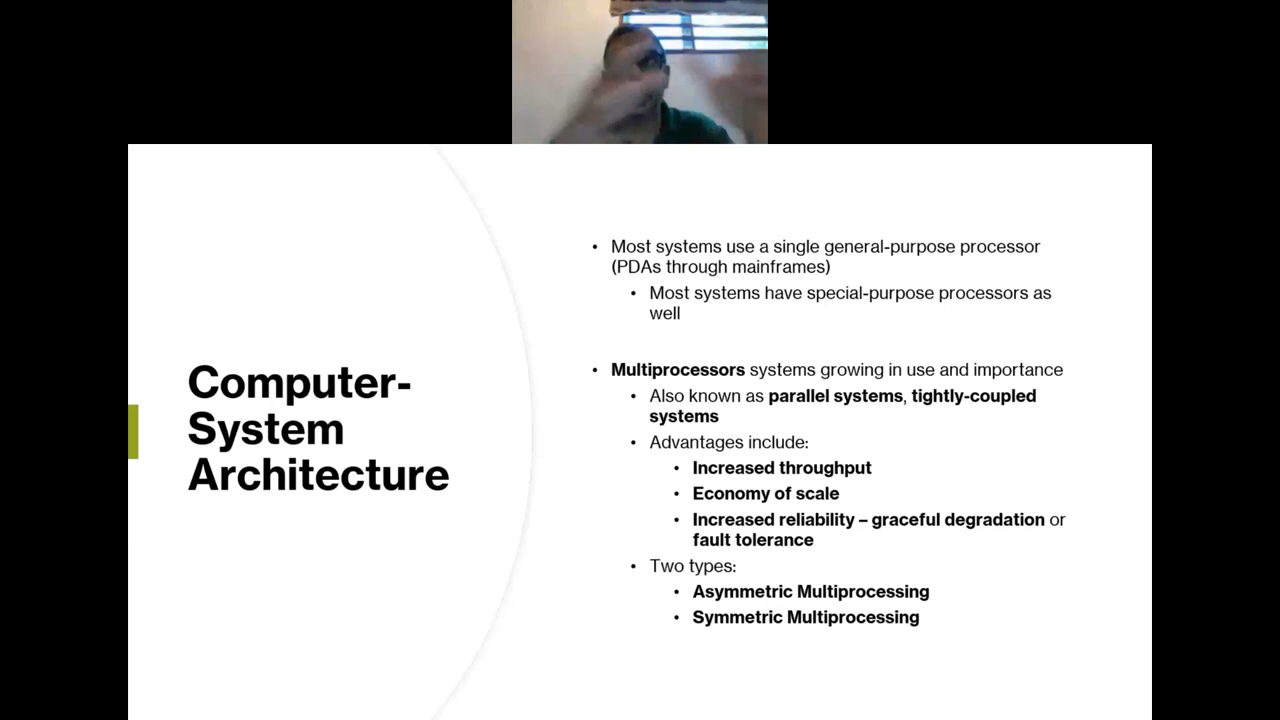 Computer-
System
Architecture
• Most systems use a single general-purpose processor
(PDAs through mainframes)
• Most systems have special-purpose processors as
well
• Multiprocessors systems growing in use and importance
• Also known as parallel systems, tightly-coupled
systems
• Advantages include:
• Increased throughput
• Economy of scale
• Increased reliability – graceful degradation or
fault tolerance
• Two types:
• Asymmetric Multiprocessing
• Symmetric Multiprocessing